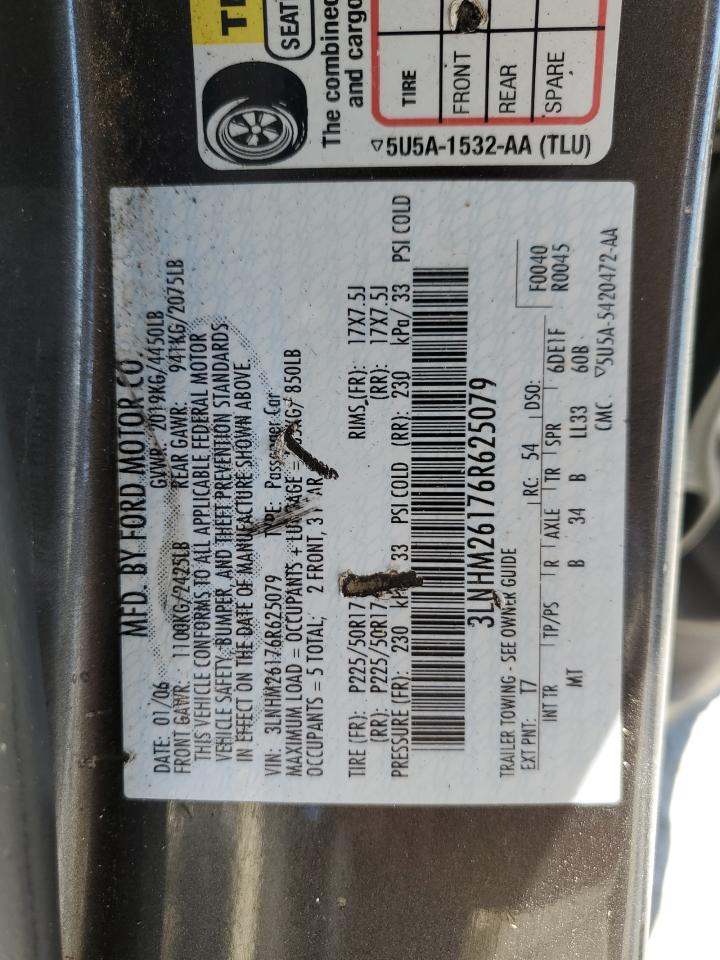 SEAT
The combined
and cargo
TIRE
FRONT
REAR
SPARE
5U5A-1532-AA (TLU)
MFD. BY FORD MOTOR CO.
DATE: 01/06 GVWR: 2019KG/4450LB
FRONT GAWR: 1100KG/2425LB REAR GAWR: 941KG/2075LB
THIS VEHICLE CONFORMS TO ALL APPLICABLE FEDERAL MOTOR
VEHICLE SAFETY, BUMPER, AND THEFT PREVENTION STANDARDS
IN EFFECT ON THE DATE OF MANUFACTURE SHOWN ABOVE.
VIN: 3LNHM26176R625079 TYPE: Passenger Car
MAXIMUM LOAD = OCCUPANTS + LUGGAGE = KG/ 850LB
OCCUPANTS = 5 TOTAL; 2 FRONT, 3
TIRE (FR): P225/50R17 RIMS (FR): 17X7.5J
(RR): P225/50R17 (RR): 17X7.5J
PRESSURE (FR): 230 33 PSI COLD (RR): 230 kPa/ 33 PSI COLD
3LNHM26176R625079
TRAILER TOWING - SEE OWNER GUIDE
EXT PNT: T7 RC: 54 DSO: F0040
R0045
INT TR TP/PS R AXLE TR SPR 6DE1F
MT B 34 B LL33 60B
CMC 5U5A-5420472-AA